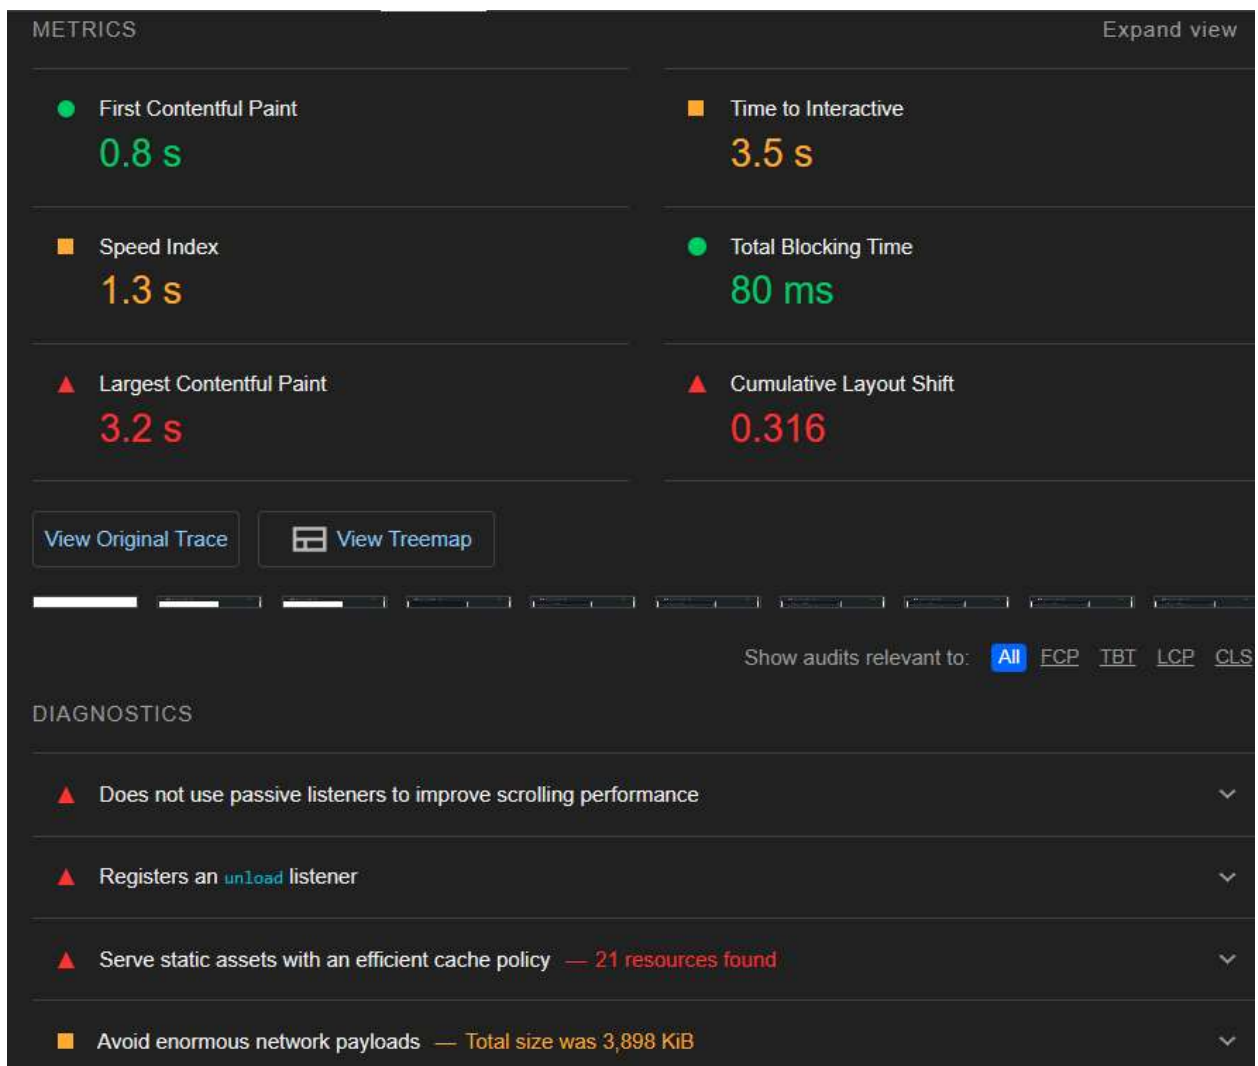 METRICS
Expand view
First Contentful Paint
0.8 s
Time to Interactive
3.5 s
Speed Index
1.3 s
Total Blocking Time
80 ms
Largest Contentful Paint
3.2 s
Cumulative Layout Shift
0.316
View Original Trace
View Treemap
Show audits relevant to: All FCP TBT LCP CLS
DIAGNOSTICS
Does not use passive listeners to improve scrolling performance
Registers an unload listener
Serve static assets with an efficient cache policy — 21 resources found
Avoid enormous network payloads — Total size was 3,898 KiB